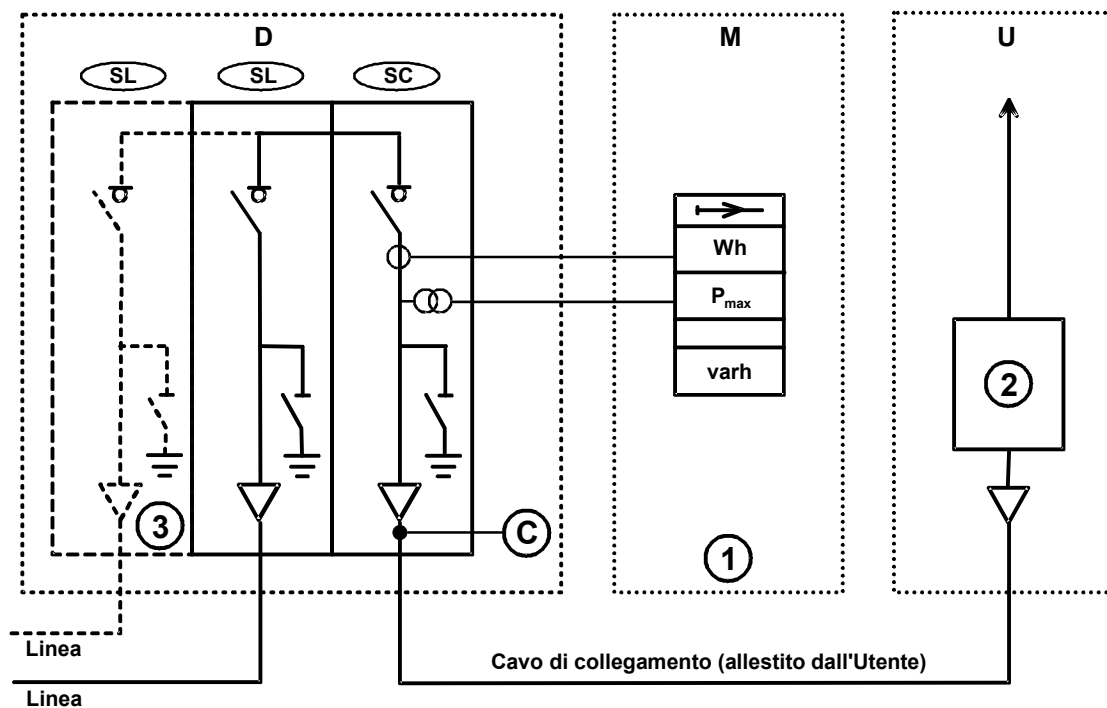 D
M
U
SL
SL
SC
Wh
Pmax
varh
2
3
C
1
Linea
Cavo di collegamento (allestito dall'Utente)
Linea